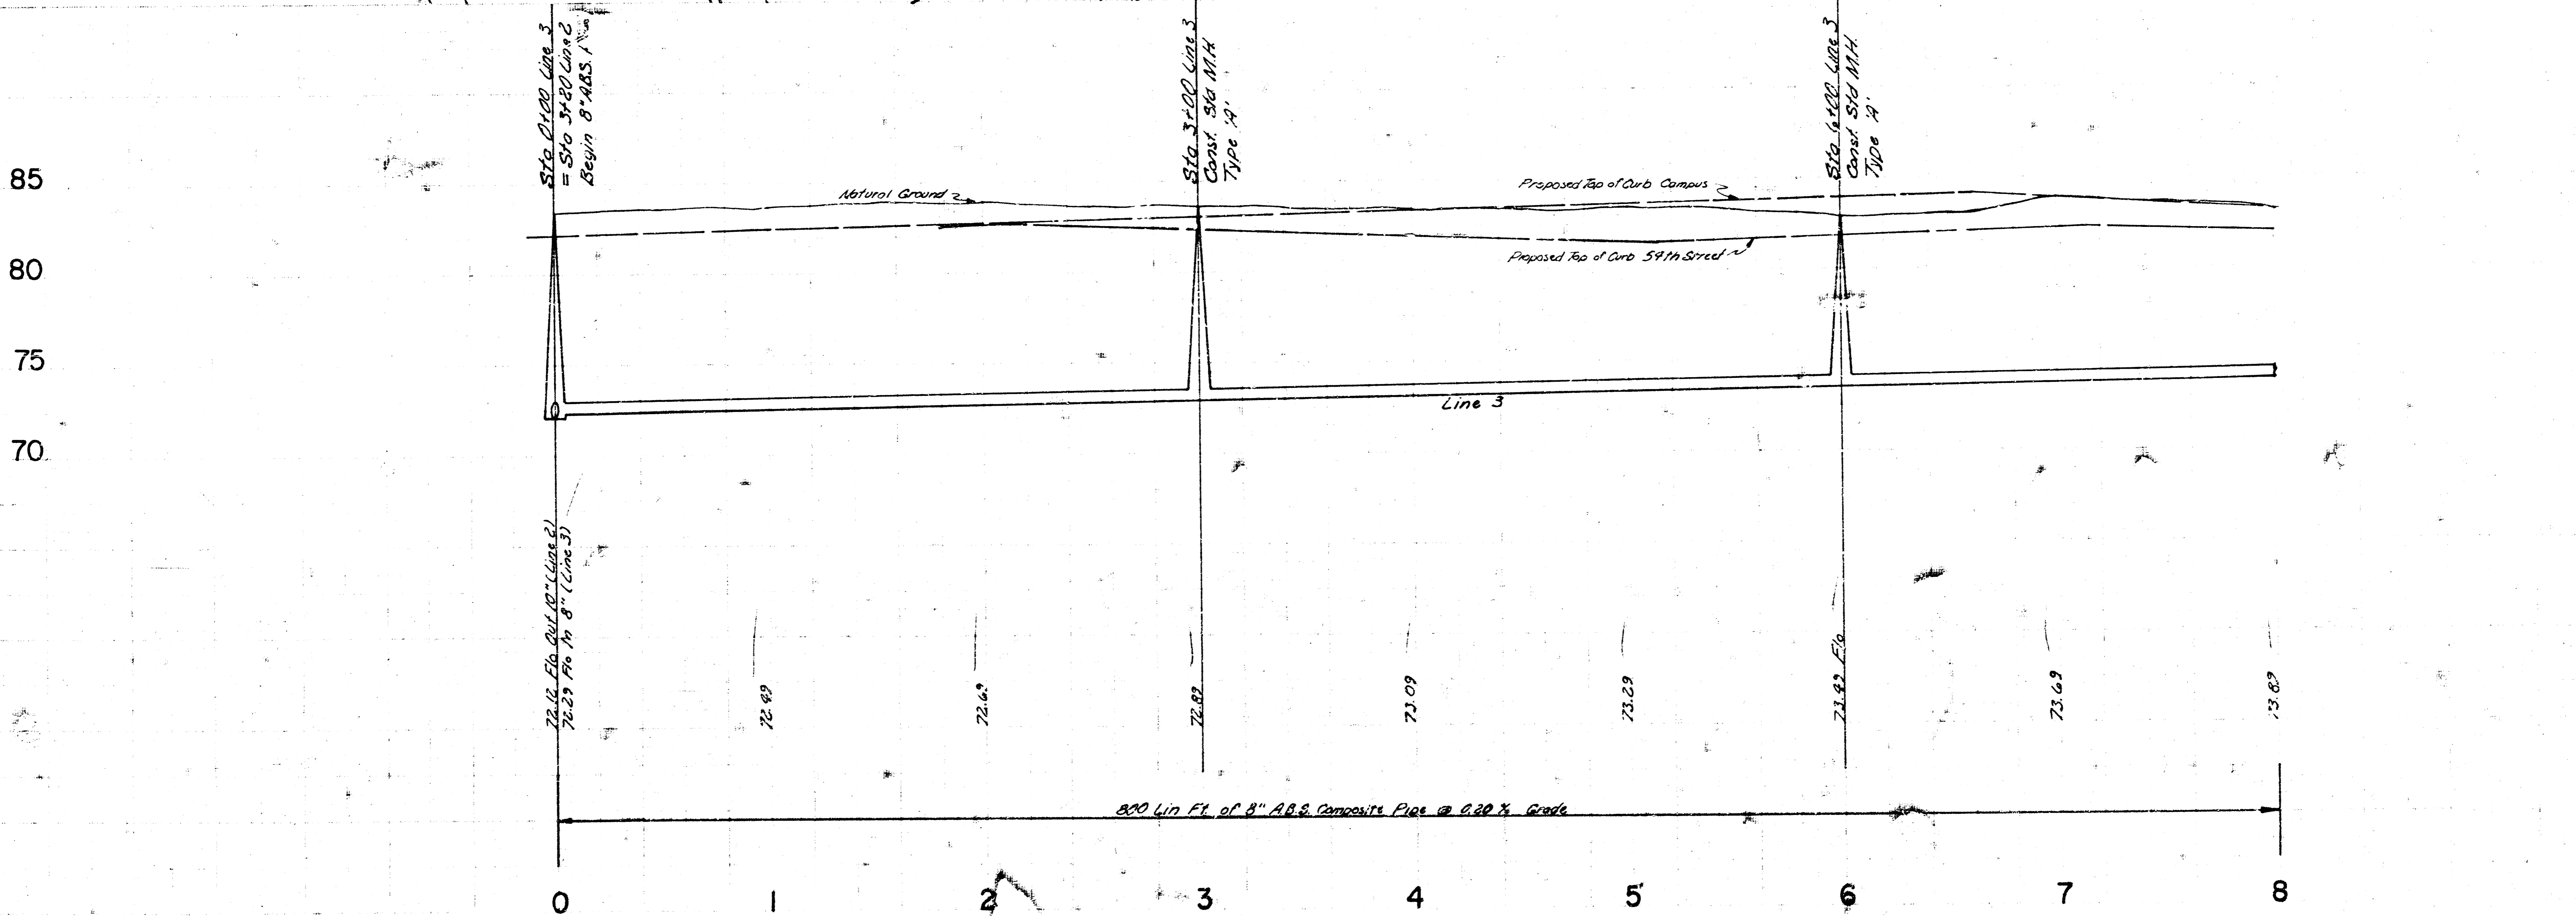 Sta 0+00 Line 3
= Sta 3+80 Line 2
Begin 8" A.B.S.
Sta 3+00 Line 3
Const. Std M.H.
Type 'A'
Sta 6+00 Line 3
Const. Std M.H.
Type 'A'
85
80
75
70
Natural Ground
Proposed Top of Curb Campus
Proposed Top of Curb 54th Street
Line 3
72.12 Flo Out 10" (Line 2)
72.29 Flo In 8" (Line 3)
72.49
72.69
72.89
73.09
73.29
73.49 Flo
73.69
73.89
800 Lin Ft. of 8" A.B.S. Composite Pipe @ 0.20 % Grade
0 1 2 3 4 5 6 7 8